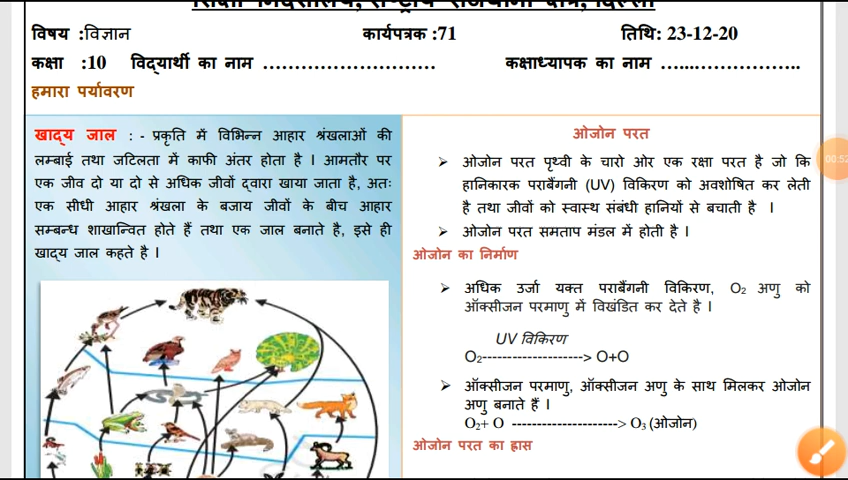 विषय :विज्ञान कार्यपत्रक :71 तिथि: 23-12-20
कक्षा :10 विद्यार्थी का नाम ........................... कक्षाध्यापक का नाम ......................
हमारा पर्यावरण
खाद्य जाल : - प्रकृति में विभिन्न आहार श्रंखलाओं की
लम्बाई तथा जटिलता में काफी अंतर होता है । आमतौर पर
एक जीव दो या दो से अधिक जीवों द्वारा खाया जाता है, अतः
एक सीधी आहार श्रंखला के बजाय जीवों के बीच आहार
सम्बन्ध शाखान्वित होते हैं तथा एक जाल बनाते है, इसे ही
खाद्य जाल कहते है ।
ओजोन परत
➢ ओजोन परत पृथ्वी के चारो ओर एक रक्षा परत है जो कि
हानिकारक पराबैंगनी (UV) विकिरण को अवशोषित कर लेती
है तथा जीवों को स्वास्थ संबंधी हानियों से बचाती है ।
➢ ओजोन परत समताप मंडल में होती है ।
ओजोन का निर्माण
➢ अधिक उर्जा यक्त पराबैंगनी विकिरण, O₂ अणु को
ऑक्सीजन परमाणु में विखंडित कर देते है ।
UV विकिरण
O₂---------------------> O+O
➢ ऑक्सीजन परमाणु, ऑक्सीजन अणु के साथ मिलकर ओजोन
अणु बनाते हैं ।
O₂+ O ----------------------> O₃ (ओजोन)
ओजोन परत का ह्रास
00:52